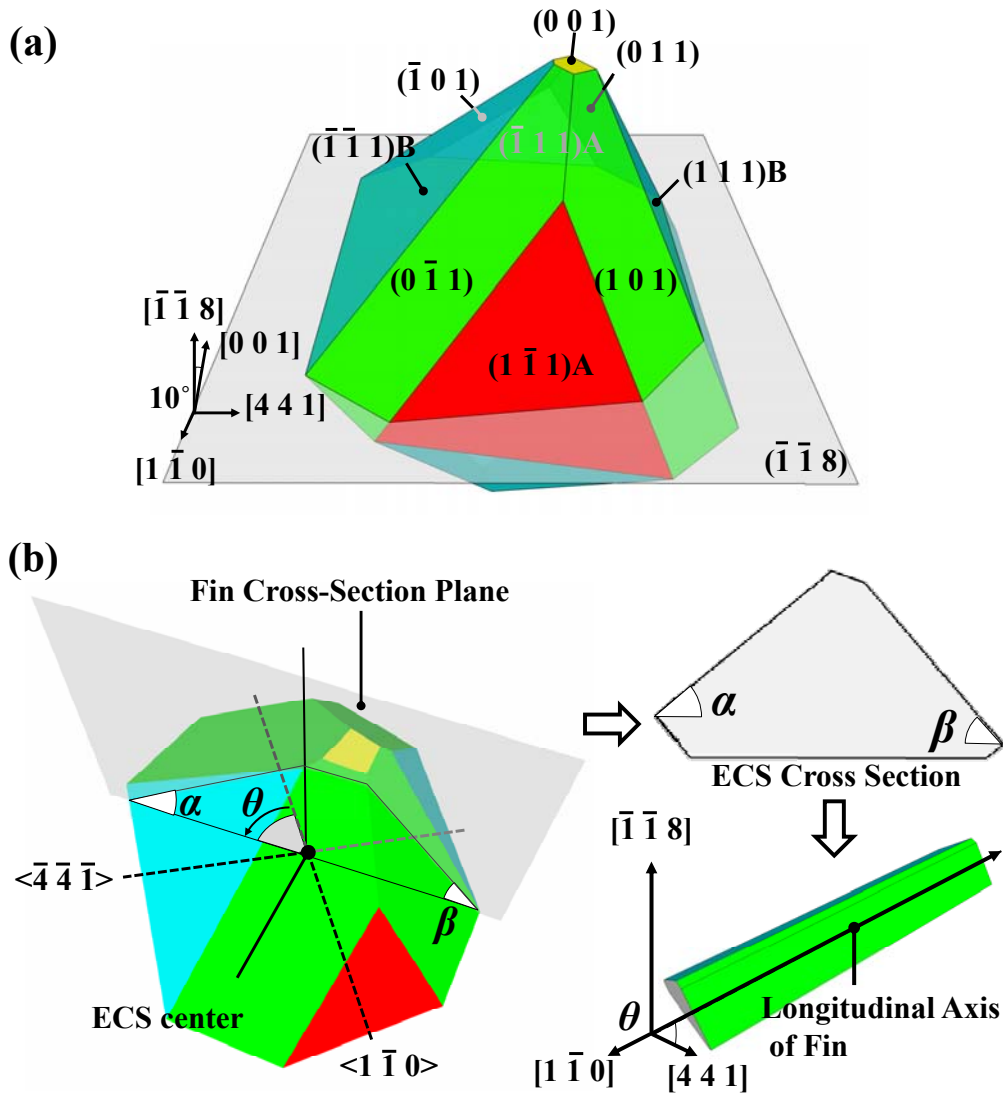 (a)
(0 0 1)
(0 1 1)
(1̅ 0 1)
(1̅ 1 1)A
(1̅ 1̅ 1)B
(1 1 1)B
(0 1̅ 1)
(1 0 1)
[1̅ 1̅ 8]
[0 0 1]
(1 1̅ 1)A
10°
[4 4 1]
[1 1̅ 0]
(1̅ 1̅ 8)
(b)
Fin Cross-Section Plane
α
θ
β
<4̅ 4̅ 1̅>
ECS center
<1 1̅ 0>
α
β
ECS Cross Section
[1̅ 1̅ 8]
θ
Longitudinal Axis
of Fin
[1 1̅ 0]
[4 4 1]